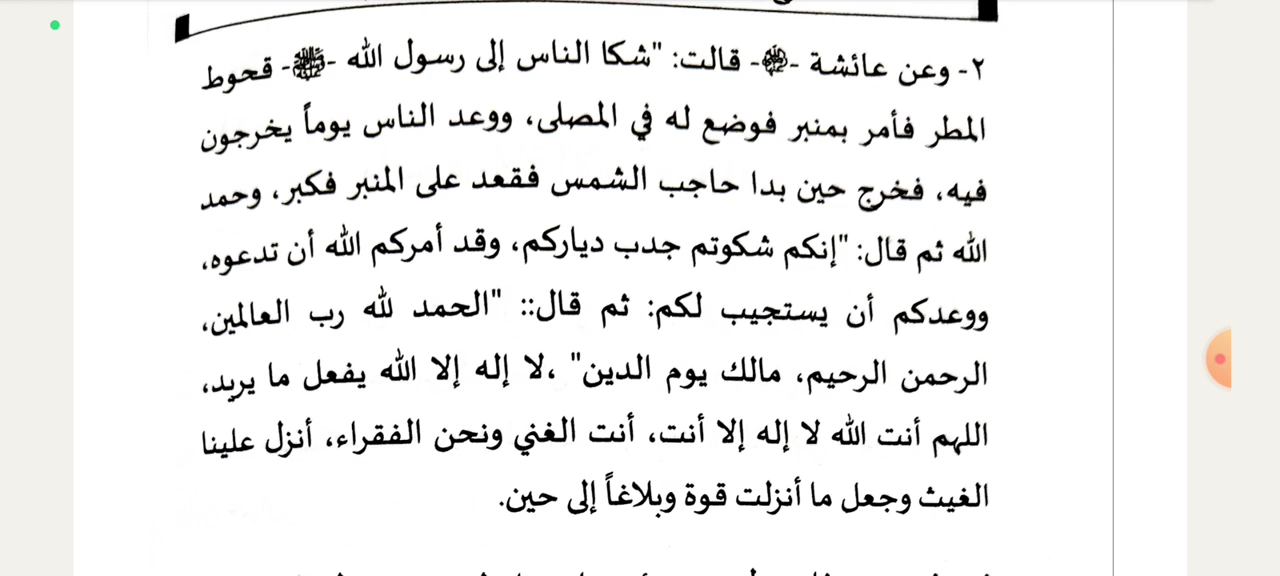 ٢- وعن عائشة -رضي الله عنها- قالت: "شكا الناس إلى رسول الله -ﷺ- قحوط
المطر فأمر بمنبر فوضع له في المصلى، ووعد الناس يوماً يخرجون
فيه، فخرج حين بدا حاجب الشمس فقعد على المنبر فكبر، وحمد
الله ثم قال: "إنكم شكوتم جدب دياركم، وقد أمركم الله أن تدعوه،
ووعدكم أن يستجيب لكم: ثم قال:: "الحمد لله رب العالمين،
الرحمن الرحيم، مالك يوم الدين" ،لا إله إلا الله يفعل ما يريد،
اللهم أنت الله لا إله إلا أنت، أنت الغني ونحن الفقراء، أنزل علينا
الغيث وجعل ما أنزلت قوة وبلاغاً إلى حين.